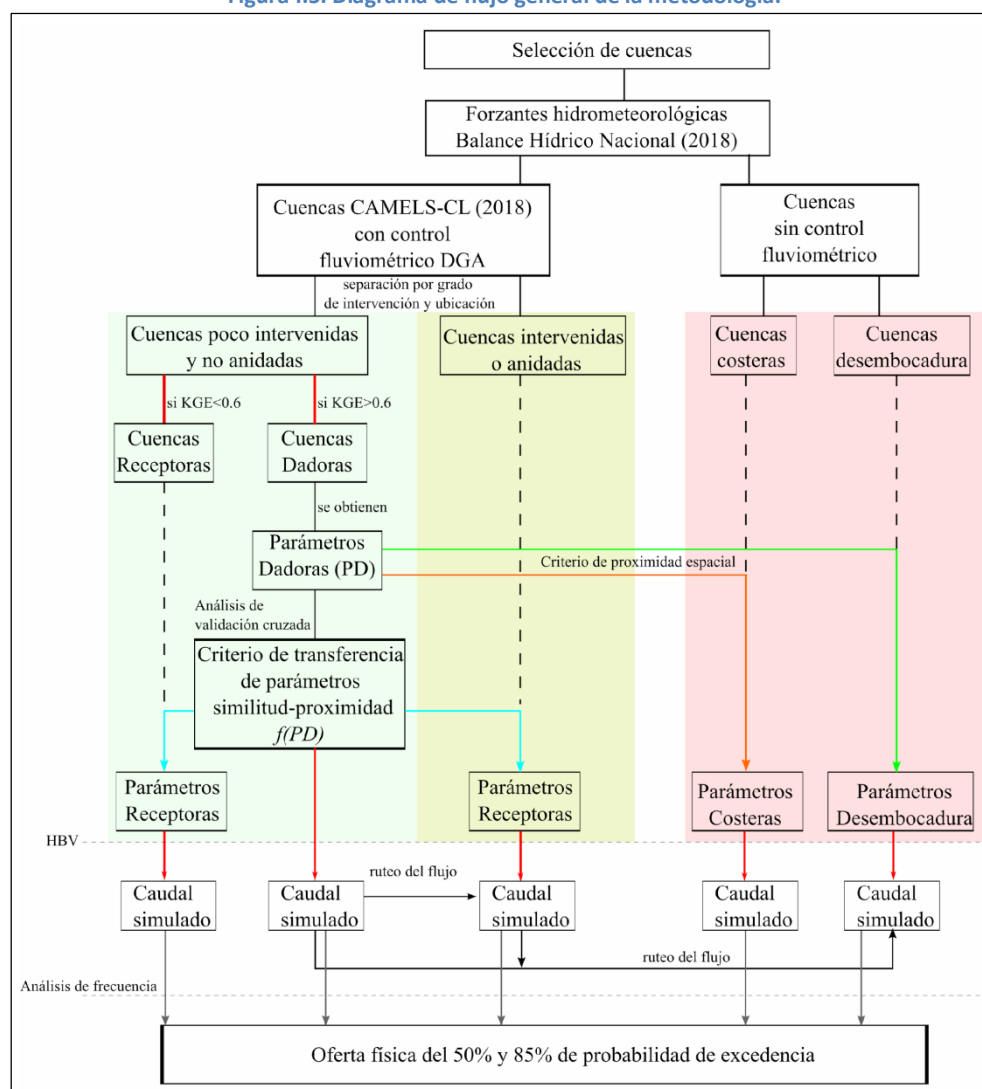 Figura 4.3. Diagrama de flujo general de la metodología.
Selección de cuencas
Forzantes hidrometeorológicas
Balance Hídrico Nacional (2018)
Cuencas CAMELS-CL (2018)
con control
fluviométrico DGA
Cuencas
sin control
fluviométrico
separación por grado
de intervención y ubicación
Cuencas poco intervenidas
y no anidadas
Cuencas intervenidas
o anidadas
Cuencas
costeras
Cuencas
desembocadura
si KGE<0.6
si KGE>0.6
Cuencas
Receptoras
Cuencas
Dadoras
se obtienen
Parámetros
Dadoras (PD)
Criterio de proximidad espacial
Análisis de
validación cruzada
Criterio de transferencia
de parámetros
similitud-proximidad
f(PD)
Parámetros
Receptoras
Parámetros
Receptoras
Parámetros
Costeras
Parámetros
Desembocadura
HBV
Caudal
simulado
ruteo del flujo
Caudal
simulado
Caudal
simulado
Caudal
simulado
Caudal
simulado
ruteo del flujo
Análisis de frecuencia
Oferta física del 50% y 85% de probabilidad de excedencia